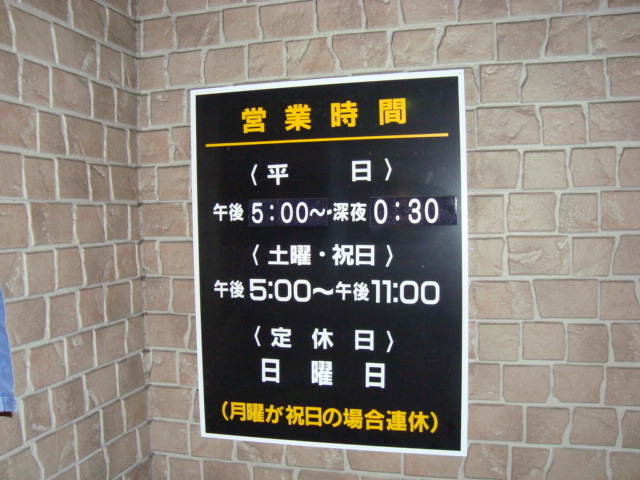 営業時間
〈平　日〉
午後5:00〜・深夜0:30
〈土曜・祝日〉
午後5:00〜午後11:00
〈定休日〉
日曜日
（月曜が祝日の場合連休）